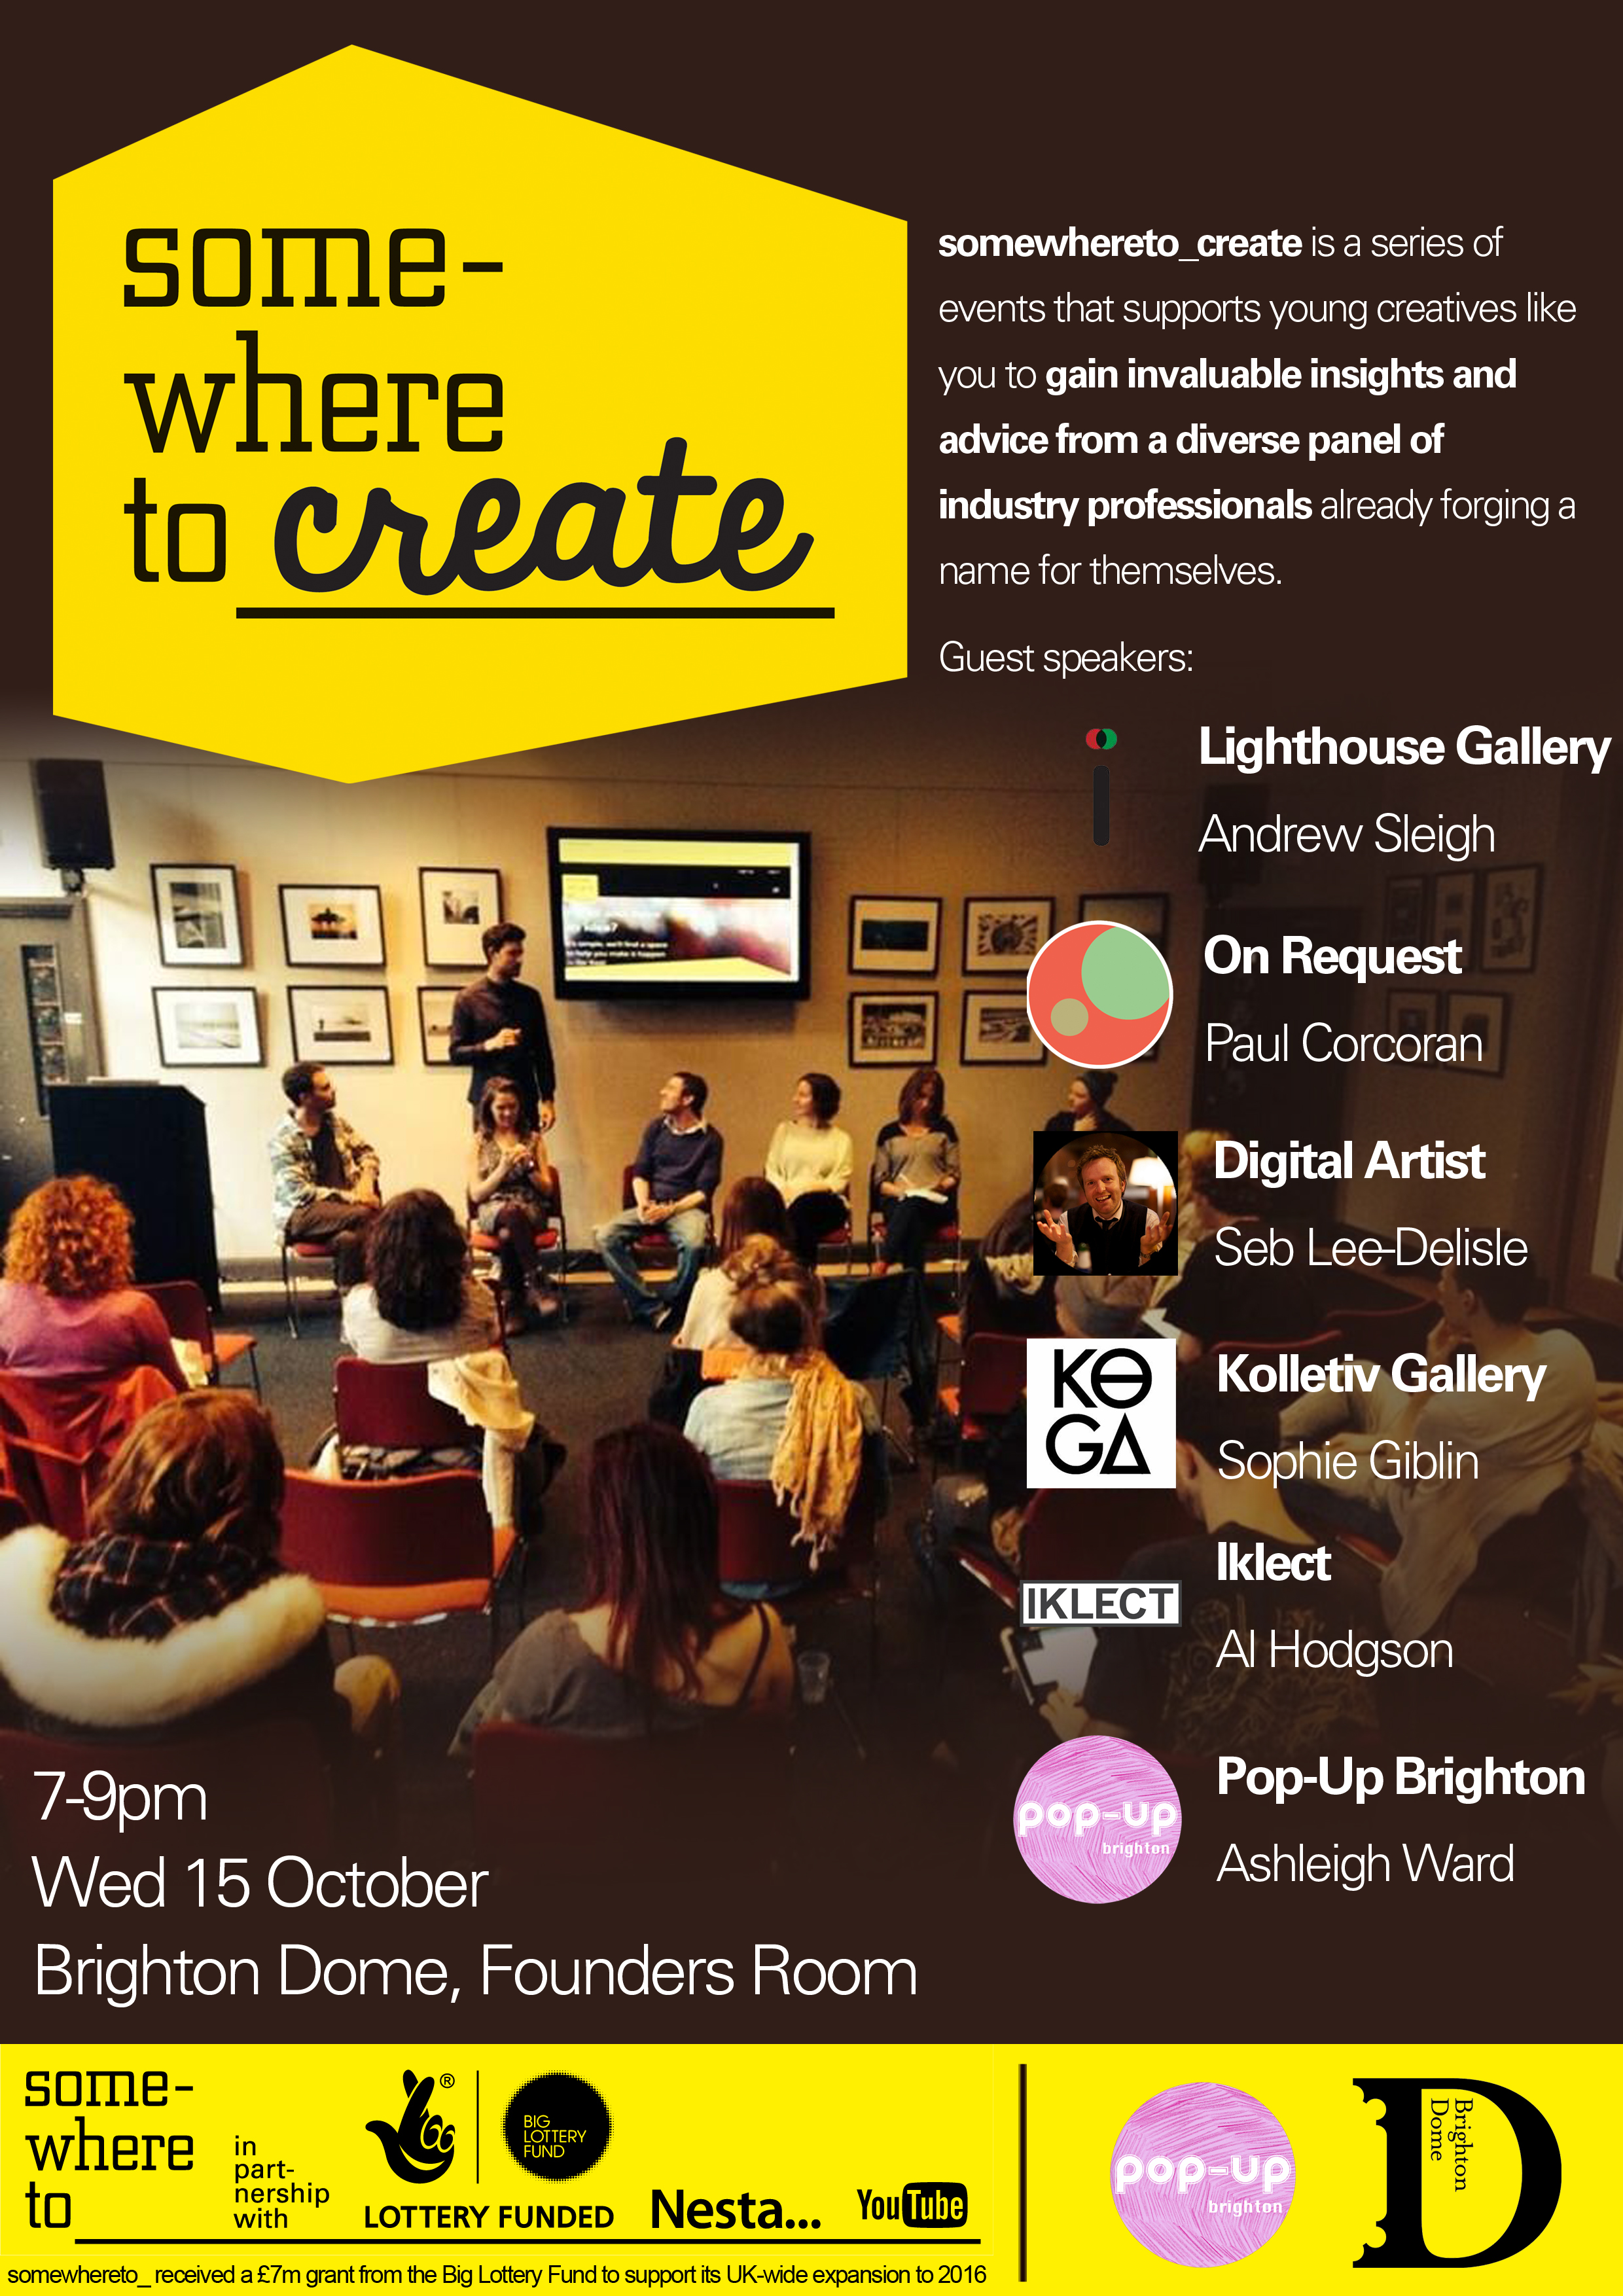 some-
where
to create
somewhereto_create is a series of
events that supports young creatives like
you to gain invaluable insights and
advice from a diverse panel of
industry professionals already forging a
name for themselves.
Guest speakers:
Lighthouse Gallery
Andrew Sleigh
On Request
Paul Corcoran
Digital Artist
Seb Lee-Delisle
KO
GA
Kolletiv Gallery
Sophie Giblin
IKLECT
Iklect
Al Hodgson
pop-up
brighton
Pop-Up Brighton
Ashleigh Ward
7-9pm
Wed 15 October
Brighton Dome, Founders Room
some-
where
to
in
part-
nership
with
®
BIG
LOTTERY
FUND
LOTTERY FUNDED
Nesta...
YouTube
pop-up
brighton
D
Brighton
Dome
somewhereto_ received a £7m grant from the Big Lottery Fund to support its UK-wide expansion to 2016